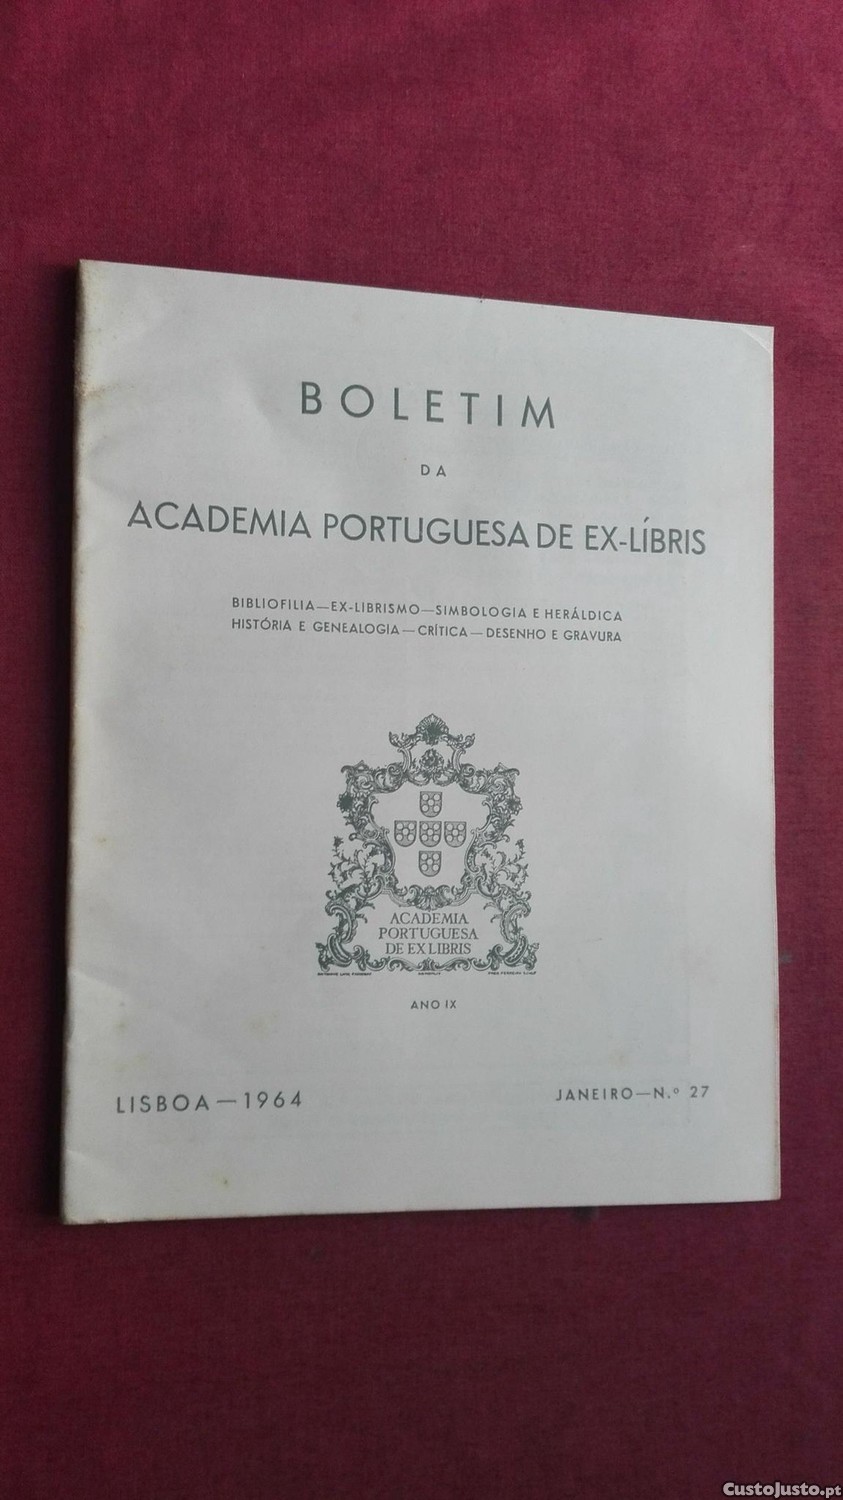 BOLETIM
DA
ACADEMIA PORTUGUESA DE EX-LÍBRIS
BIBLIOFILIA—EX-LIBRISMO—SIMBOLOGIA E HERÁLDICA
HISTÓRIA E GENEALOGIA—CRÍTICA—DESENHO E GRAVURA
ACADEMIA
PORTUGUESA
DE EX LIBRIS
ANO IX
LISBOA—1964
JANEIRO—N.º 27
CustoJusto.pt